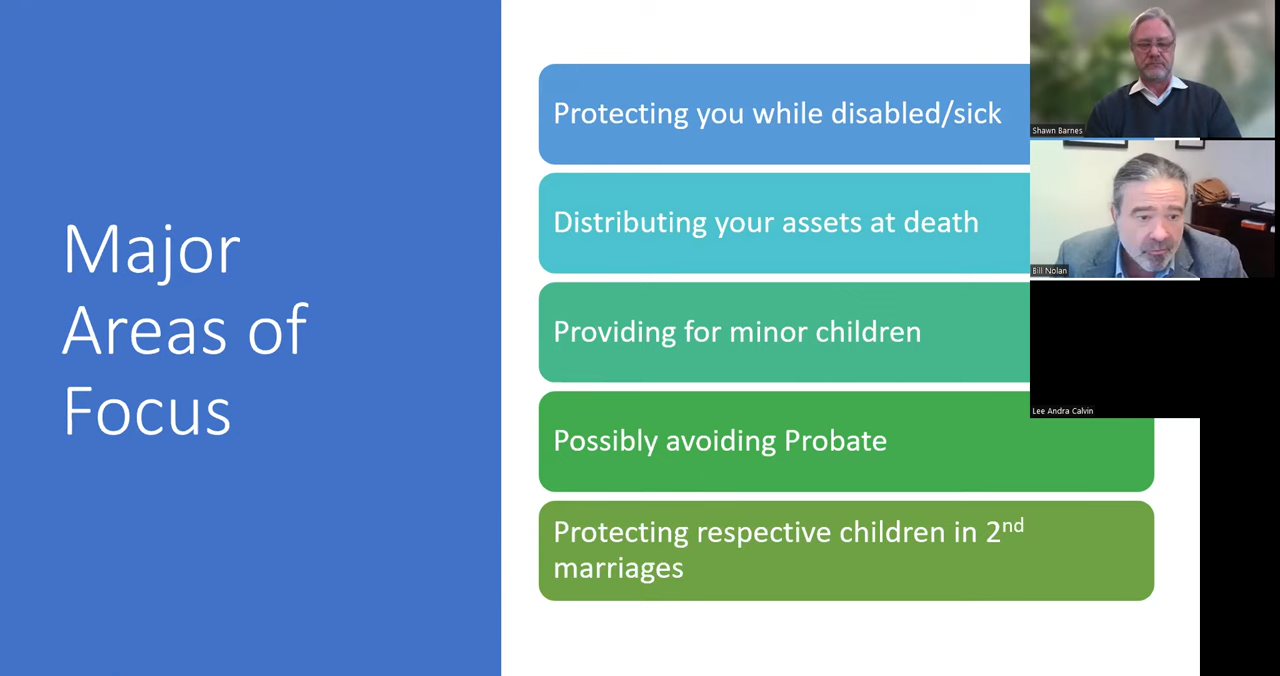 Major
Areas of
Focus
Protecting you while disabled/sick
Distributing your assets at death
Providing for minor children
Possibly avoiding Probate
Protecting respective children in 2nd
marriages
Shawn Barnes
Bill Nolan
Lee Andra Calvin